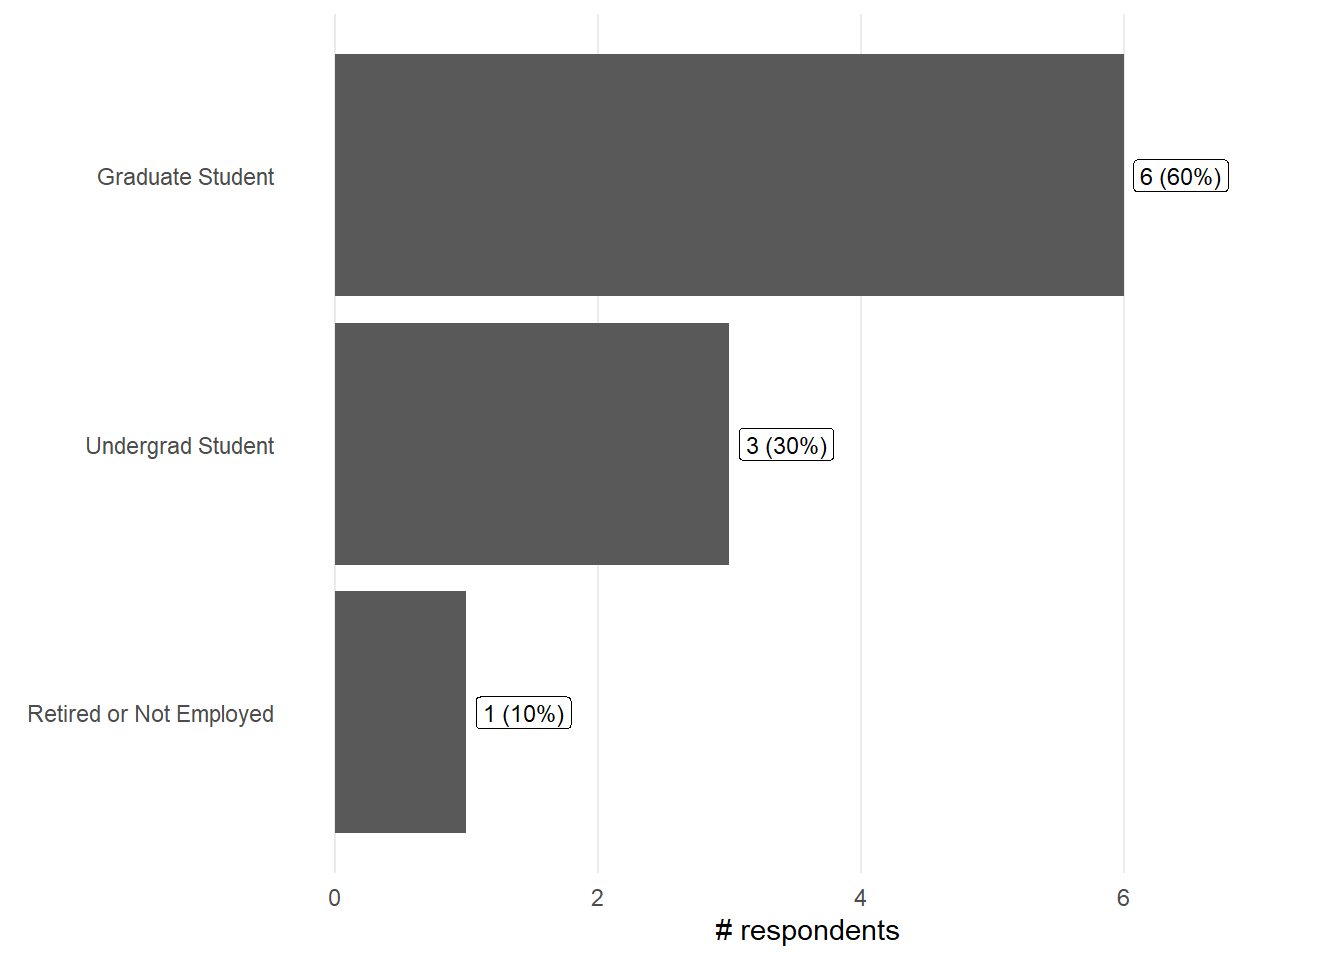 Graduate Student
6 (60%)
Undergrad Student
3 (30%)
Retired or Not Employed
1 (10%)
0 2 4 6
# respondents